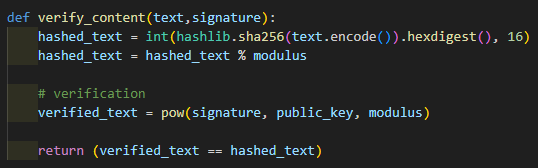 def verify_content(text,signature):
    hashed_text = int(hashlib.sha256(text.encode()).hexdigest(), 16)
    hashed_text = hashed_text % modulus
    # verification
    verified_text = pow(signature, public_key, modulus)
    return (verified_text == hashed_text)